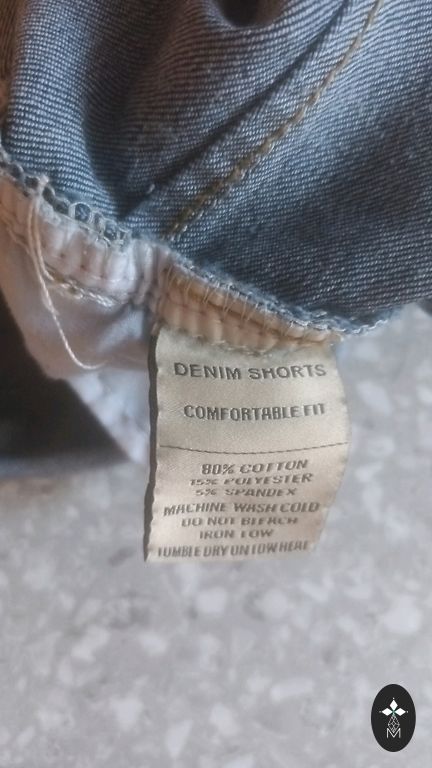 DENIM SHORTS
COMFORTABLE FIT
80% COTTON
15% POLYESTER
5% SPANDEX
MACHINE WASH COLD
DO NOT BLEACH
IRON LOW
TUMBLE DRY ON LOW HEAT
M